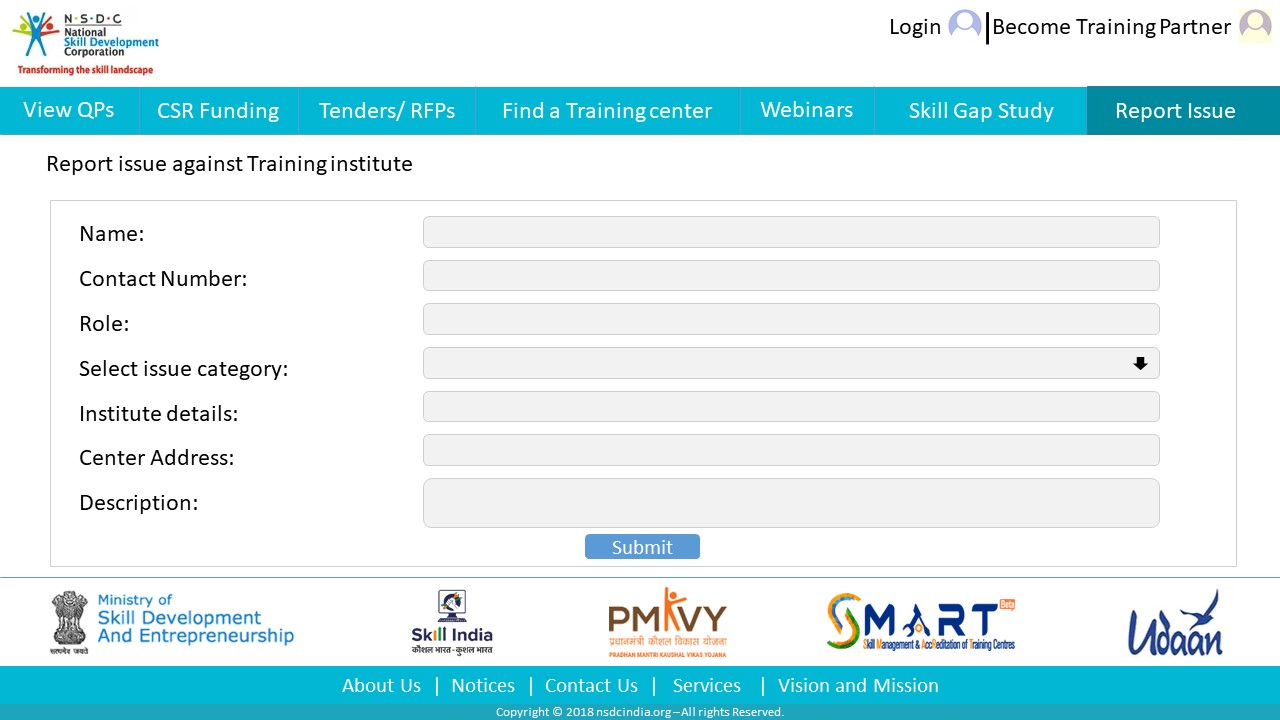 N·S·D·C
National
Skill Development
Corporation
Transforming the skill landscape
Login
Become Training Partner
View QPs
CSR Funding
Tenders/ RFPs
Find a Training center
Webinars
Skill Gap Study
Report Issue
Report issue against Training institute
Name:
Contact Number:
Role:
Select issue category:
Institute details:
Center Address:
Description:
Submit
सत्यमेव जयते
Ministry of
Skill Development
And Entrepreneurship
Skill India
कौशल भारत-कुशल भारत
PMKVY
प्रधानमंत्री कौशल विकास योजना
PRADHAN MANTRI KAUSHAL VIKAS YOJANA
SMART Beta
Skill Management & AccReditation of Training Centres
Udaan
About Us | Notices | Contact Us | Services | Vision and Mission
Copyright © 2018 nsdcindia.org – All rights Reserved.